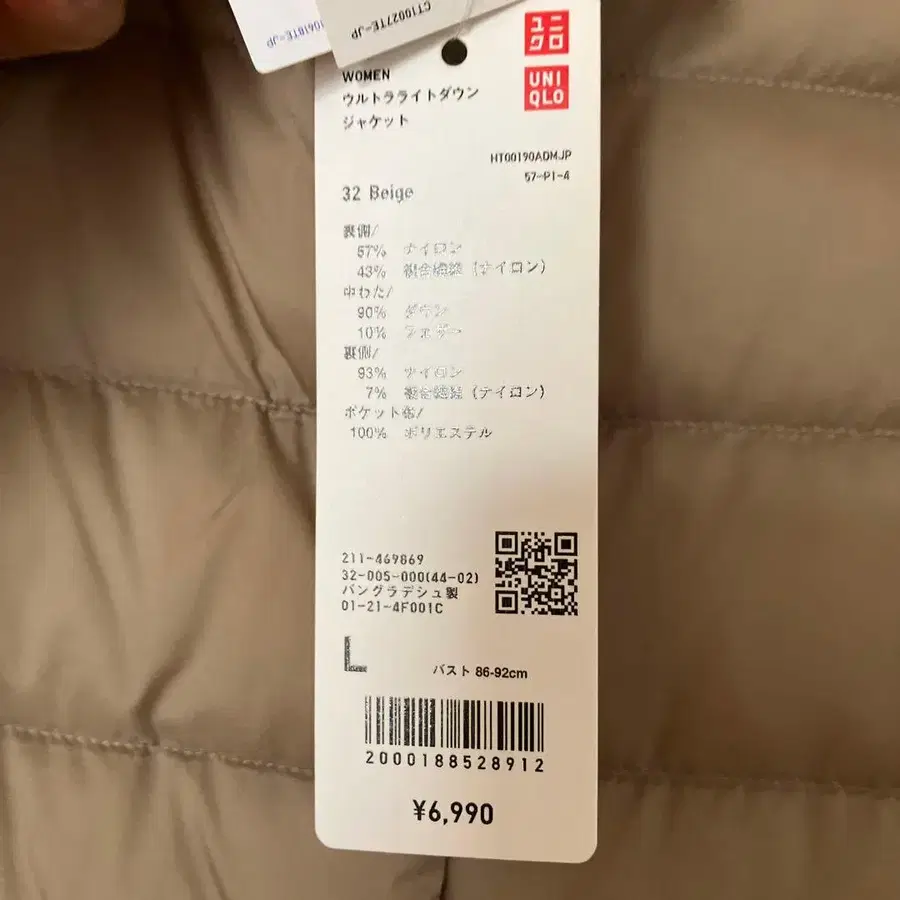 10618TE-JP
CT10027TE-JP
ユニ
クロ
UNI
QLO
WOMEN
ウルトラライトダウン
ジャケット
HT00190ADMJP
57-P1-4
32 Beige
表側/
57% ナイロン
43% 複合繊維 (ナイロン)
中わた/
90% ダウン
10% フェザー
裏側/
93% ナイロン
7% 複合繊維 (ナイロン)
ポケット布/
100% ポリエステル
211-469869
32-005-000(44-02)
バングラデシュ製
01-21-4F001C
L
バスト 86-92cm
2000188528912
¥6,990